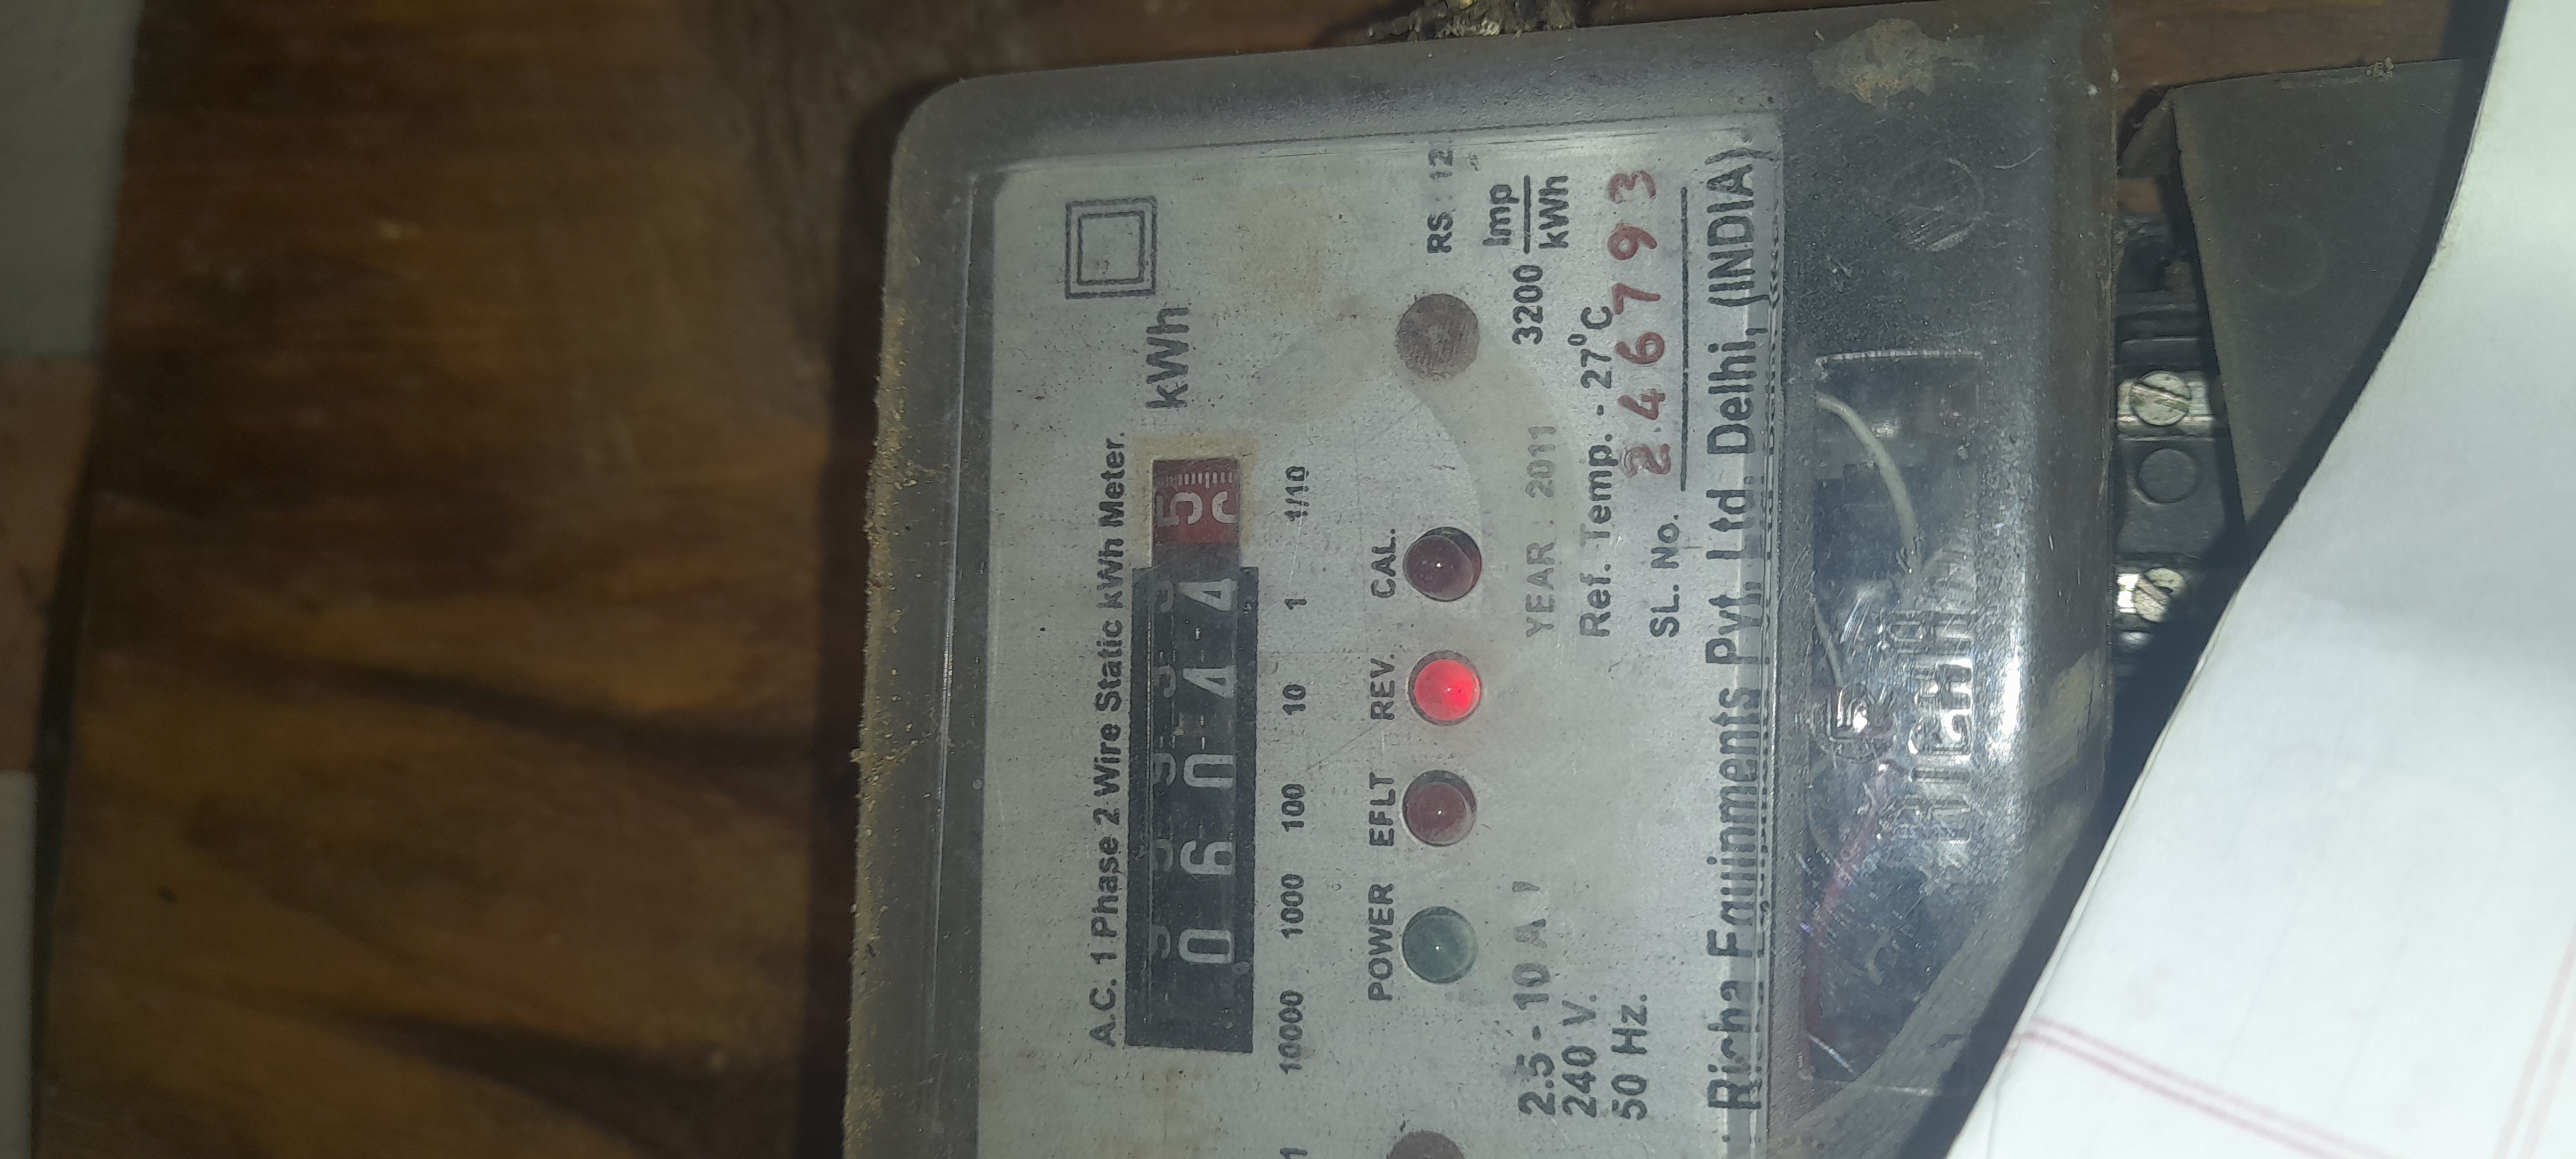 A.C. 1 Phase 2 Wire Static kWh Meter.
0 6 0 4 4 5 kWh
10000 1000 100 10 1 1/10
POWER EFLT REV. CAL.
RS 12
2.5 - 10 A YEAR : 2011 3200 Imp/kWh
240 V. Ref. Temp. - 27°C
50 Hz. SL. No. 246793
Richa Equipments Pvt. Ltd. Delhi, (INDIA)
RICHA